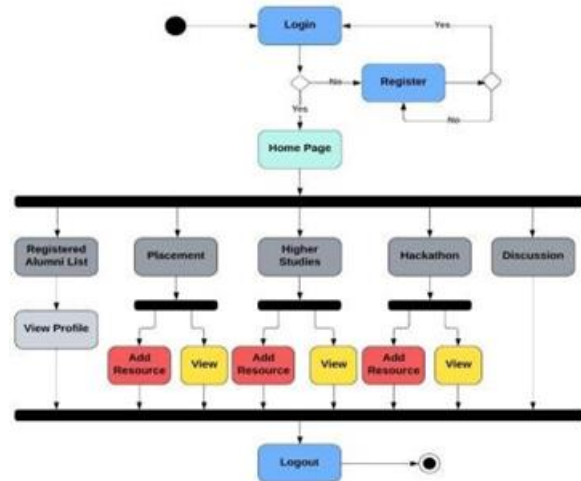 Login
Yes
No
Register
Yes
No
Home Page
Registered
Alumni List
Placement
Higher
Studies
Hackathon
Discussion
View Profile
Add
Resource
View
Add
Resource
View
Add
Resource
View
Logout